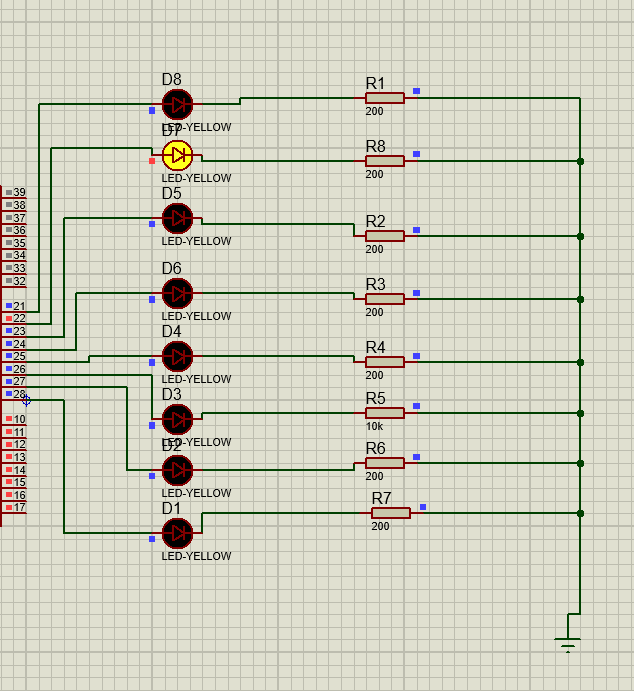 D8
LED-YELLOW
R1
200
D7
LED-YELLOW
R8
200
D5
LED-YELLOW
R2
200
D6
LED-YELLOW
R3
200
D4
LED-YELLOW
R4
200
D3
LED-YELLOW
R5
10k
D2
LED-YELLOW
R6
200
D1
LED-YELLOW
R7
200
39
38
37
36
35
34
33
32
21
22
23
24
25
26
27
28
10
11
12
13
14
15
16
17